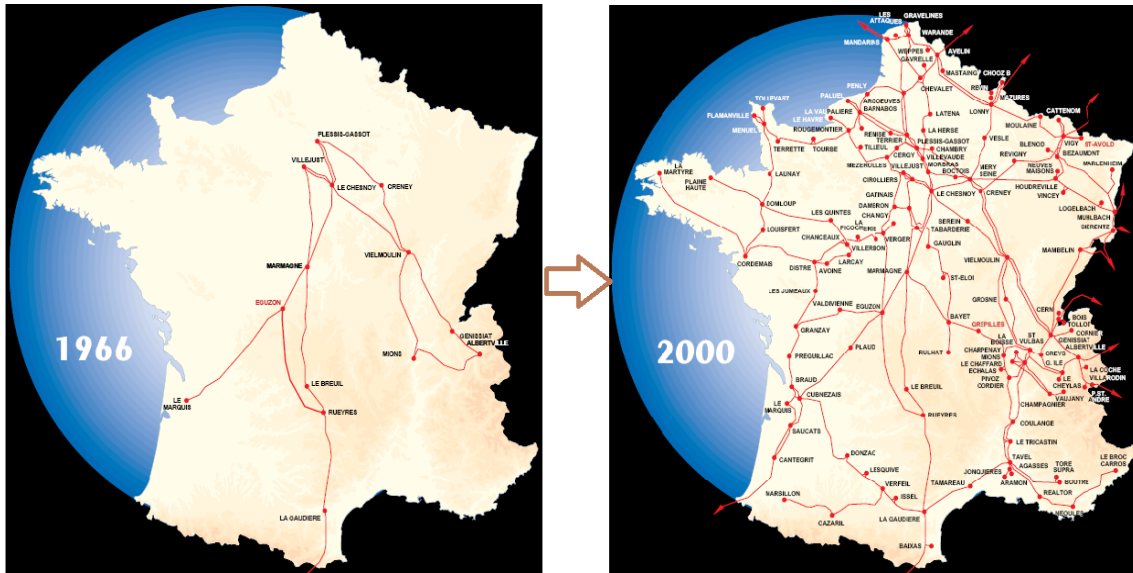 PLESSIS-GASSOT
VILLEJUST
LE CHESNOY
CRENEY
VIELMOULIN
MARMAGNE
EGUZON
1966
GENISSIAT
ALBERTVILLE
MIONS
LE BREUIL
LE
MARQUIS
RUEYRES
LA GAUDIERE
LES
ATTAQUES
GRAVELINES
WARANDE
MANDARINS
AVELIN
WEPPES
GAVRELLE
MASTAING
CHOOZ B
PENLY
CHEVALET
REVIN
MAZURES
TOLLEVAST
PALUEL
ARGOEUVES
BARNABOS
LONNY
CATTENOM
FLAMANVILLE
LE HAVRE
PALIERE
LATENA
MOULAINE
MENUEL
ROUGEMONTIER
REMISE
LA HERSE
VESLE
VIGY
ST-AVOLD
TERRETTE
TOURBE
TILLEUL
TERRIER
PLESSIS-GASSOT
CHAMBRY
BLENOD
BEZAUMONT
CERGY
VILLEVAUDE
REVIGNY
MARLENHEIM
MEZEROLLES
VILLEJUST
MORBRAS
MERY
SEINE
NEUVES
MAISONS
LA
MARTYRE
LAUNAY
CIROLLIERS
BOCTOIS
PLAINE
HAUTE
GATINAIS
LE CHESNOY
CRENEY
HOUDREVILLE
VINCEY
DOMLOUP
DAMERON
LOGELBACH
LES QUINTES
CHANGY
SEREIN
MUHLBACH
LA
PICOCHERIE
TABARDERIE
SIERENTZ
LOUISFERT
CHANCEAUX
VILLERBON
VERGER
GAUGLIN
MAMBELIN
CORDEMAIS
DISTRE
AVOINE
LARCAY
MARMAGNE
VIELMOULIN
ST-ELOI
LES JUMEAUX
VALDIVIENNE
EGUZON
GROSNE
CERN
BAYET
BOIS
TOLLOT
2000
GRANZAY
GREPILLES
CORNIER
ST
VULBAS
GENISSIAT
ALBERTVILLE
PREGUILLAC
PLAUD
RULHAT
LA
BOISSE
CHARPENAY
MIONS
CREYS
G. ILE
LE CHAFFARD
ECHALAS
LA COCHE
BRAUD
PIVOZ
CORDIER
LE
CHEYLAS
VILLARODIN
LE
MARQUIS
CUBNEZAIS
LE BREUIL
VAUJANY
P.ST.
ANDRE
CHAMPAGNIER
SAUCATS
RUEYRES
COULANGE
DONZAC
LE TRICASTIN
CANTEGRIT
LESQUIVE
TAVEL
LE BROC
CARROS
VERFEIL
JONQUIERES
AGASSES
TORE
SUPRA
MARSILLON
ISSEL
TAMAREAU
ARAMON
BOUTRE
CAZARIL
LA GAUDIERE
REALTOR
NEOULES
BAIXAS